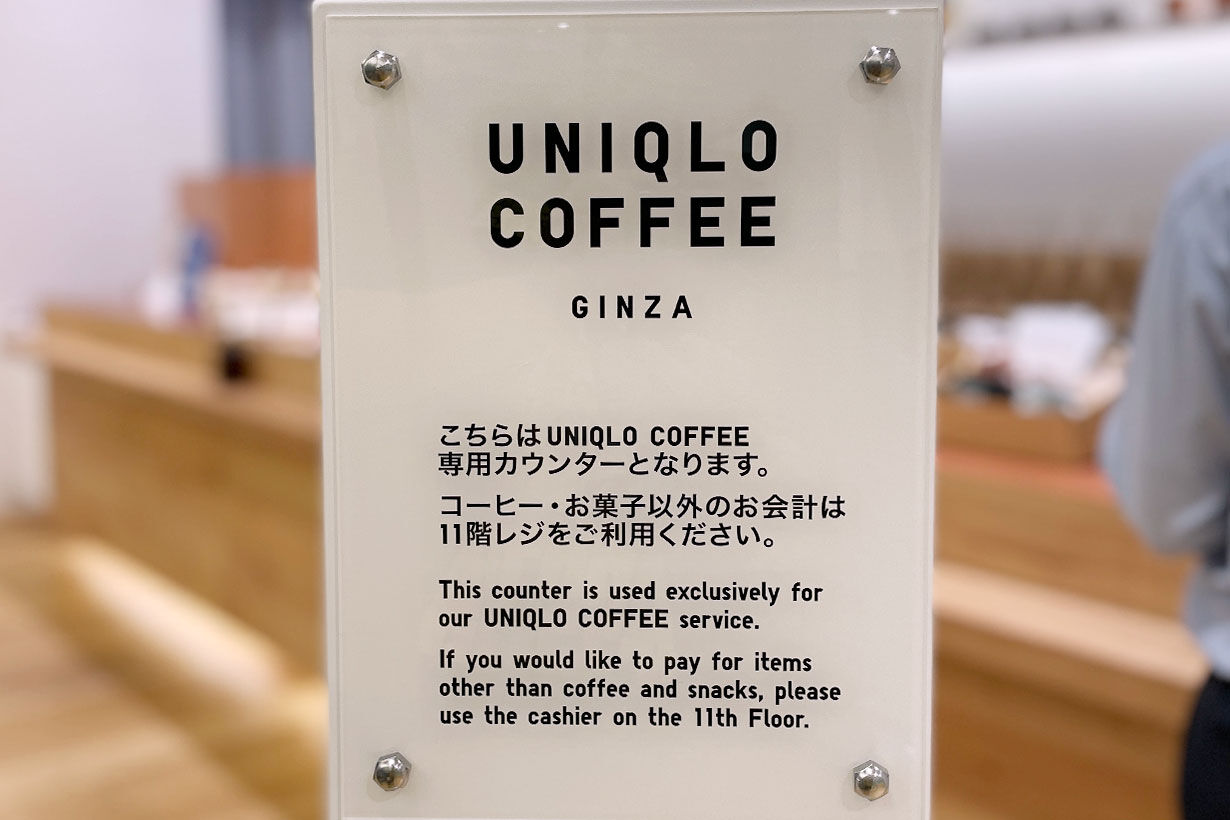 UNIQLO
COFFEE
GINZA
こちらはUNIQLO COFFEE
専用カウンターとなります。
コーヒー・お菓子以外のお会計は
11階レジをご利用ください。
This counter is used exclusively for
our UNIQLO COFFEE service.
If you would like to pay for items
other than coffee and snacks, please
use the cashier on the 11th Floor.